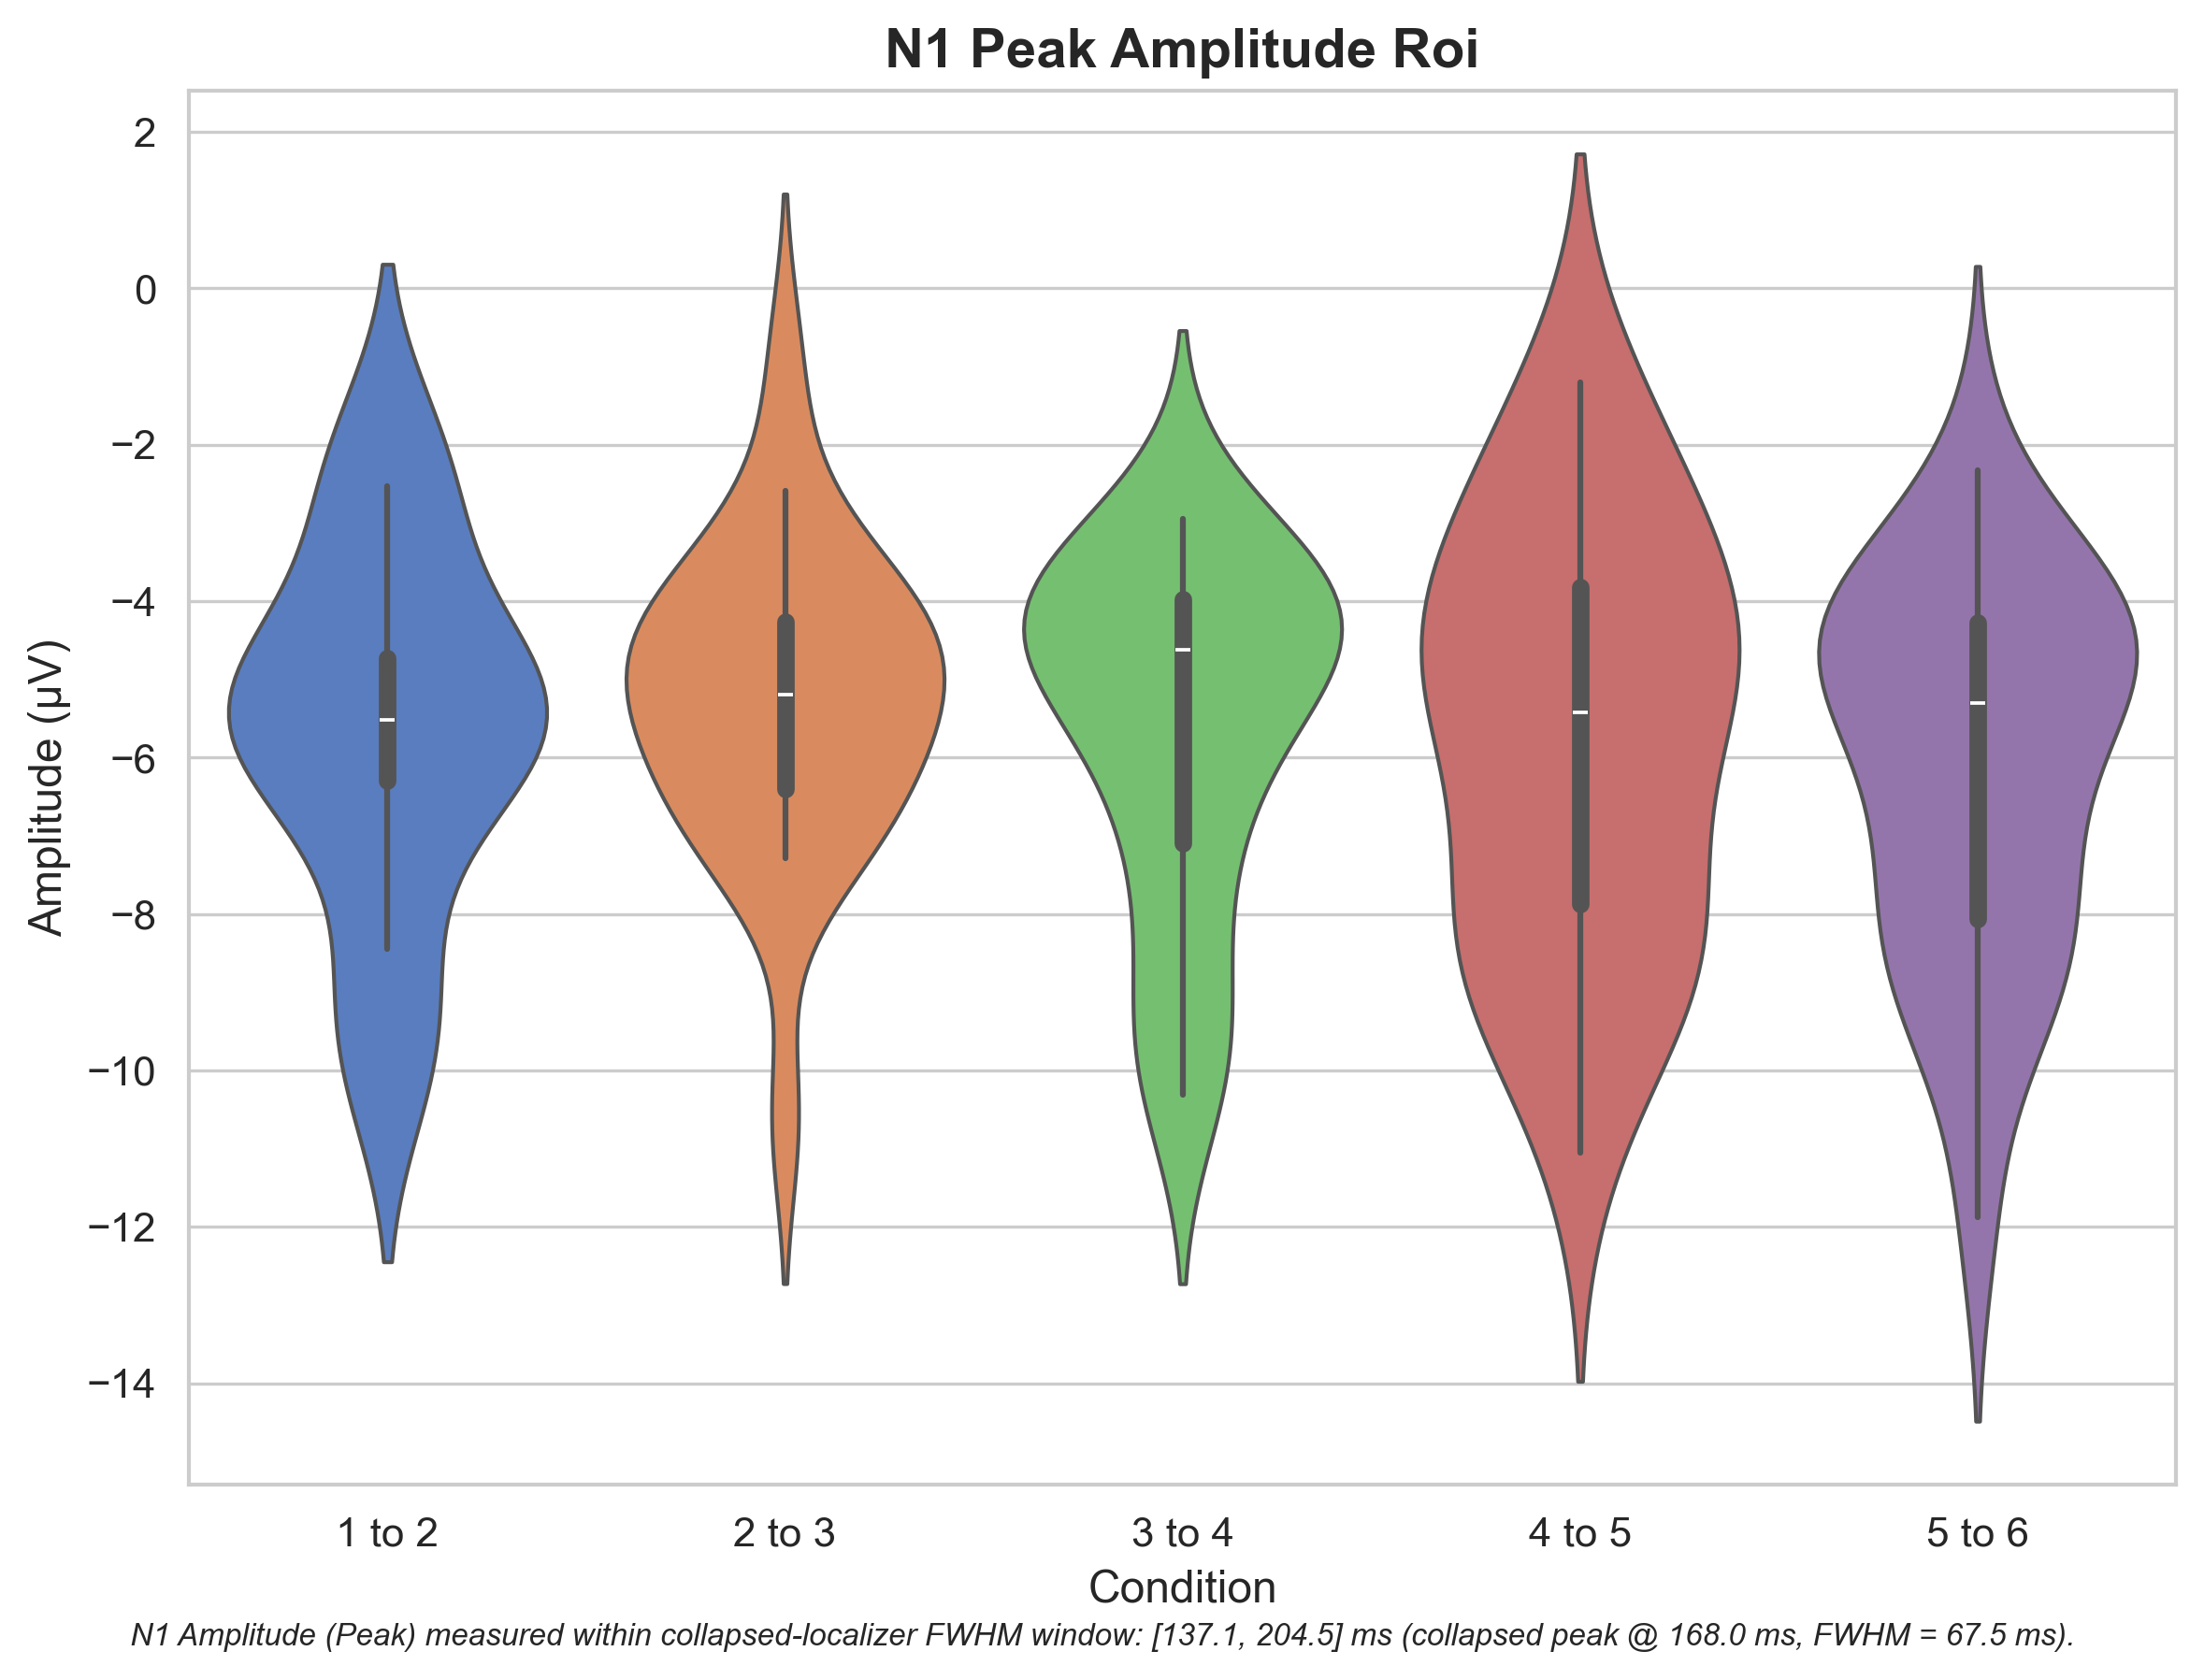 N1 Peak Amplitude Roi
Amplitude (µV)
2
0
−2
−4
−6
−8
−10
−12
−14
1 to 2
2 to 3
3 to 4
4 to 5
5 to 6
Condition
N1 Amplitude (Peak) measured within collapsed-localizer FWHM window: [137.1, 204.5] ms (collapsed peak @ 168.0 ms, FWHM = 67.5 ms).